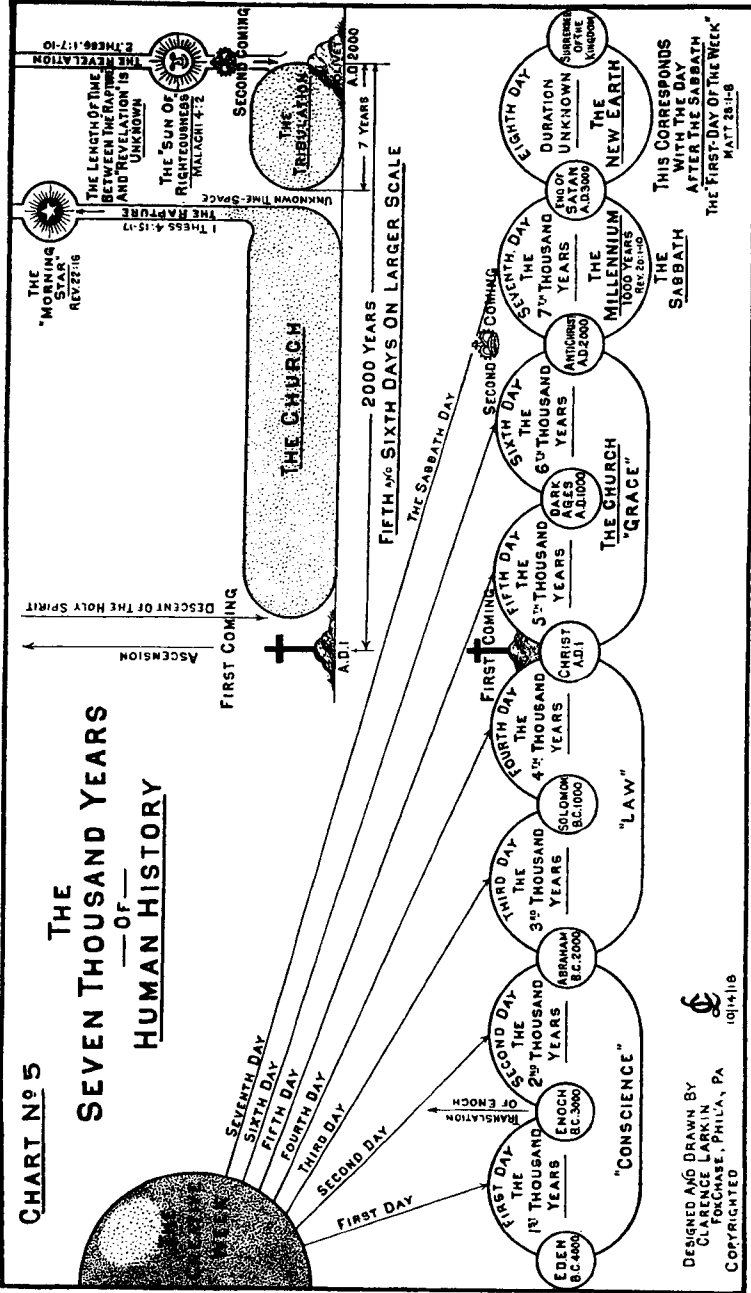 CHART Nº 5
THE
SEVEN THOUSAND YEARS
— OF —
HUMAN HISTORY
THE
CREATIVE
WEEK
SEVENTH DAY
SIXTH DAY
FIFTH DAY
FOURTH DAY
THIRD DAY
SECOND DAY
FIRST DAY
THE SABBATH DAY
ASCENSION
DESCENT OF THE HOLY SPIRIT
FIRST COMING
A.D.1
THE CHURCH
2000 YEARS
FIFTH AND SIXTH DAYS ON LARGER SCALE
THE
"MORNING
STAR"
REV. 22:16
THE RAPTURE
1 THESS. 4:15-17
UNKNOWN TIME-SPACE
THE LENGTH OF TIME
BETWEEN THE "RAPTURE"
AND "REVELATION" IS
UNKNOWN
THE "SUN OF
RIGHTEOUSNESS"
MALACHI 4:2
2. THESS. 1:7-10
THE REVELATION
SECOND COMING
THE
TRIBULATION
OLIVET
7 YEARS
A.D. 2000
EDEN
B.C. 4000
FIRST DAY
THE
1ST THOUSAND
YEARS
ENOCH
B.C. 3000
TRANSLATION
OF ENOCH
SECOND DAY
THE
2ND THOUSAND
YEARS
"CONSCIENCE"
ABRAHAM
B.C. 2000
THIRD DAY
THE
3RD THOUSAND
YEARS
SOLOMON
B.C. 1000
FOURTH DAY
THE
4TH THOUSAND
YEARS
"LAW"
FIRST COMING
CHRIST
A.D.1
FIFTH DAY
THE
5TH THOUSAND
YEARS
DARK
AGES
A.D. 1000
SIXTH DAY
THE
6TH THOUSAND
YEARS
THE CHURCH
"GRACE"
SECOND COMING
ANTICHRIST
A.D. 2000
SEVENTH DAY
THE
7TH THOUSAND
YEARS
THE
MILLENNIUM
1000 YEARS
REV. 20:1-10
THE
SABBATH
END OF
SATAN
A.D. 3000
EIGHTH DAY
DURATION
UNKNOWN
THE
NEW EARTH
SURRENDER
OF THE
KINGDOM
THIS CORRESPONDS
WITH THE DAY
AFTER THE SABBATH
THE "FIRST-DAY OF THE WEEK"
MATT 28:1-8
DESIGNED AND DRAWN BY
CLARENCE LARKIN
FOX CHASE, PHIL'A., PA
COPYRIGHTED
10|14|18